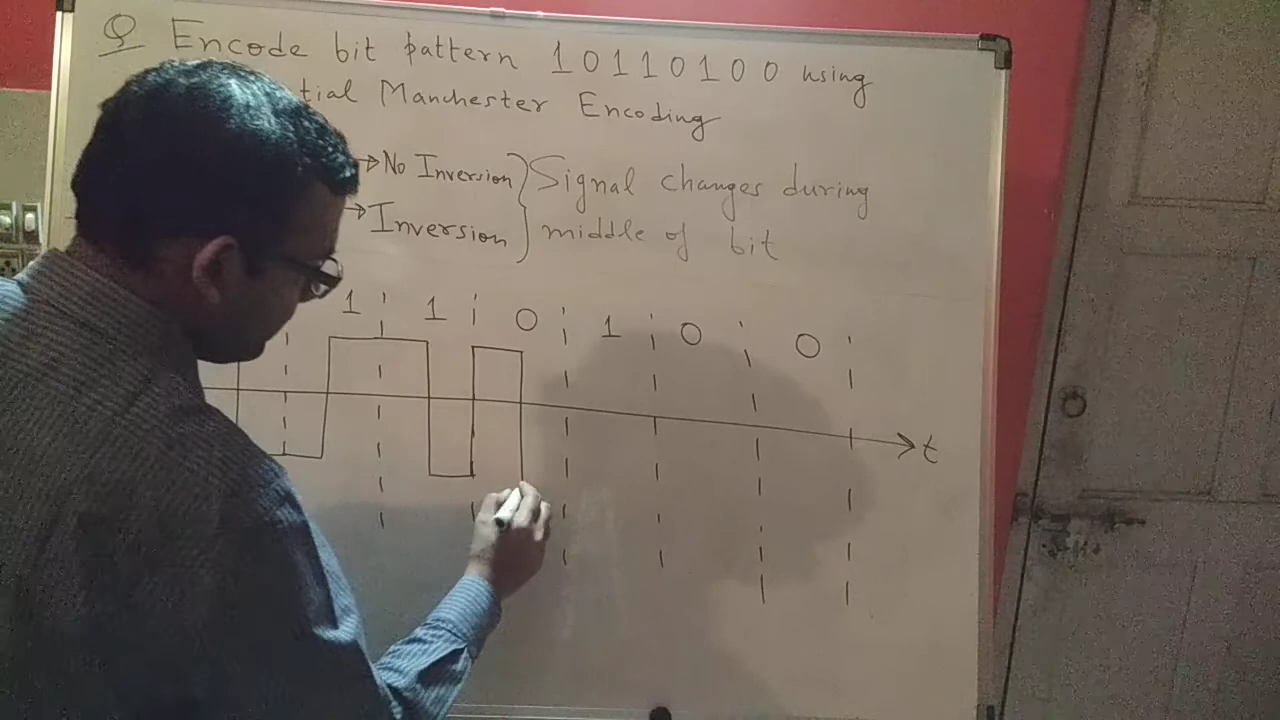 Q Encode bit pattern 10110100 using
tial Manchester Encoding
→ No Inversion } Signal changes during
→ Inversion } middle of bit
1 1 0 1 0 0
t